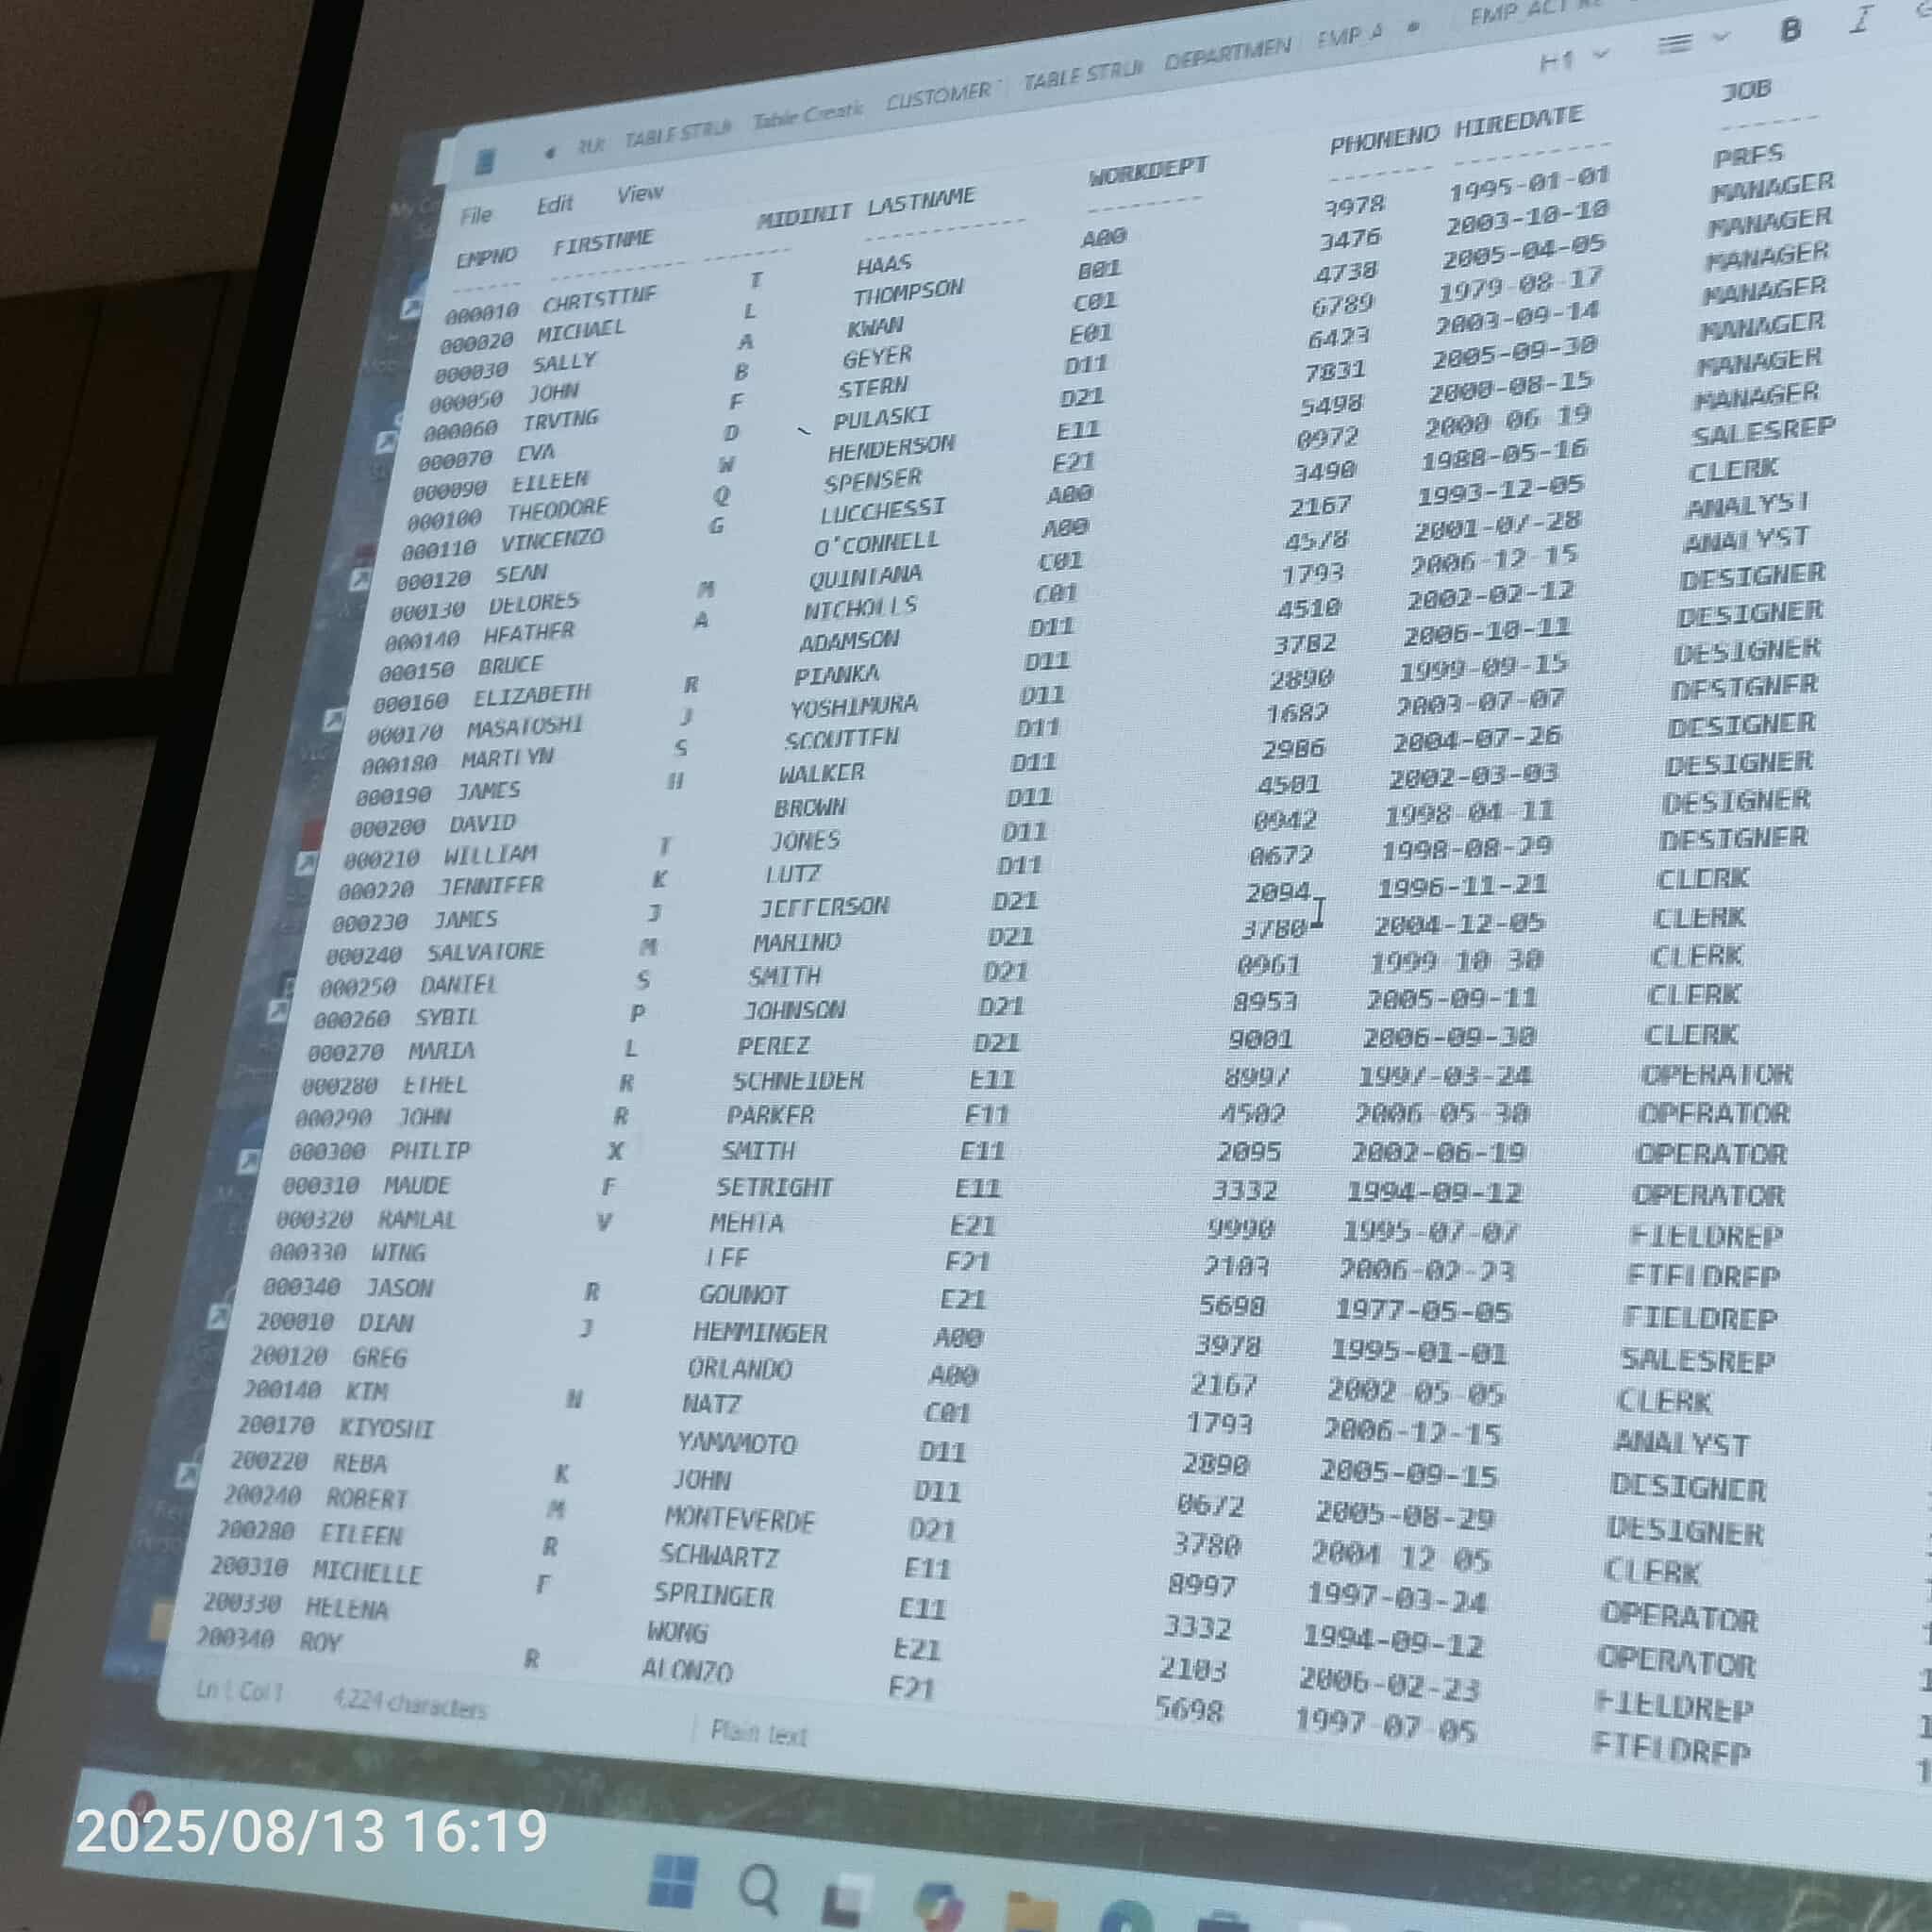 TABLE STRU Table Creatic CUSTOMER TABLE STRU DEPARTMEN EMP_A
File Edit View H1 B I
EMPNO FIRSTNME MIDINIT LASTNAME WORKDEPT PHONENO HIREDATE JOB
------ ------------ ------- --------------- -------- ------- ---------- --------
000010 CHRISTINE I HAAS A00 3978 1995-01-01 PRES
000020 MICHAEL L THOMPSON B01 3476 2003-10-10 MANAGER
000030 SALLY A KWAN C01 4738 2005-04-05 MANAGER
000050 JOHN B GEYER E01 6789 1979-08-17 MANAGER
000060 IRVING F STERN D11 6423 2003-09-14 MANAGER
000070 EVA D PULASKI D21 7831 2005-09-30 MANAGER
000090 EILEEN W HENDERSON E11 5498 2000-08-15 MANAGER
000100 THEODORE Q SPENSER E21 0972 2000-06-19 MANAGER
000110 VINCENZO G LUCCHESSI A00 3490 1988-05-16 SALESREP
000120 SEAN O'CONNELL A00 2167 1993-12-05 CLERK
000130 DELORES M QUINTANA C01 4578 2001-07-28 ANALYST
000140 HEATHER A NICHOLLS C01 1793 2006-12-15 ANALYST
000150 BRUCE ADAMSON D11 4510 2002-02-12 DESIGNER
000160 ELIZABETH R PIANKA D11 3782 2006-10-11 DESIGNER
000170 MASATOSHI J YOSHIMURA D11 2890 1999-09-15 DESIGNER
000180 MARILYN S SCOUTTEN D11 1682 2003-07-07 DESIGNER
000190 JAMES H WALKER D11 2986 2004-07-26 DESIGNER
000200 DAVID BROWN D11 4501 2002-03-03 DESIGNER
000210 WILLIAM T JONES D11 0942 1998-04-11 DESIGNER
000220 JENNIFER K LUTZ D11 0672 1998-08-29 DESIGNER
000230 JAMES J JEFFERSON D21 2094 1996-11-21 CLERK
000240 SALVATORE M MARINO D21 3780 2004-12-05 CLERK
000250 DANIEL S SMITH D21 0961 1999-10-30 CLERK
000260 SYBIL P JOHNSON D21 8953 2005-09-11 CLERK
000270 MARIA L PEREZ D21 9001 2006-09-30 CLERK
000280 ETHEL R SCHNEIDER E11 8997 1997-03-24 OPERATOR
000290 JOHN R PARKER E11 4502 2006-05-30 OPERATOR
000300 PHILIP X SMITH E11 2095 2002-06-19 OPERATOR
000310 MAUDE F SETRIGHT E11 3332 1994-09-12 OPERATOR
000320 RAMLAL V MEHTA E21 9990 1995-07-07 FIELDREP
000330 WING LEE E21 2103 2006-02-23 FIELDREP
000340 JASON R GOUNOT E21 5698 1977-05-05 FIELDREP
200010 DIAN J HEMMINGER A00 3978 1995-01-01 SALESREP
200120 GREG ORLANDO A00 2167 2002-05-05 CLERK
200140 KIM N NATZ C01 1793 2006-12-15 ANALYST
200170 KIYOSHI YAMAMOTO D11 2890 2005-09-15 DESIGNER
200220 REBA K JOHN D11 0672 2005-08-29 DESIGNER
200240 ROBERT M MONTEVERDE D21 3780 2004-12-05 CLERK
200280 EILEEN R SCHWARTZ E11 8997 1997-03-24 OPERATOR
200310 MICHELLE F SPRINGER E11 3332 1994-09-12 OPERATOR
200330 HELENA WONG E21 2103 2006-02-23 FIELDREP
200340 ROY R ALONZO E21 5698 1997-07-05 FIELDREP
Ln 1, Col 1 4,224 characters Plain text
2025/08/13 16:19